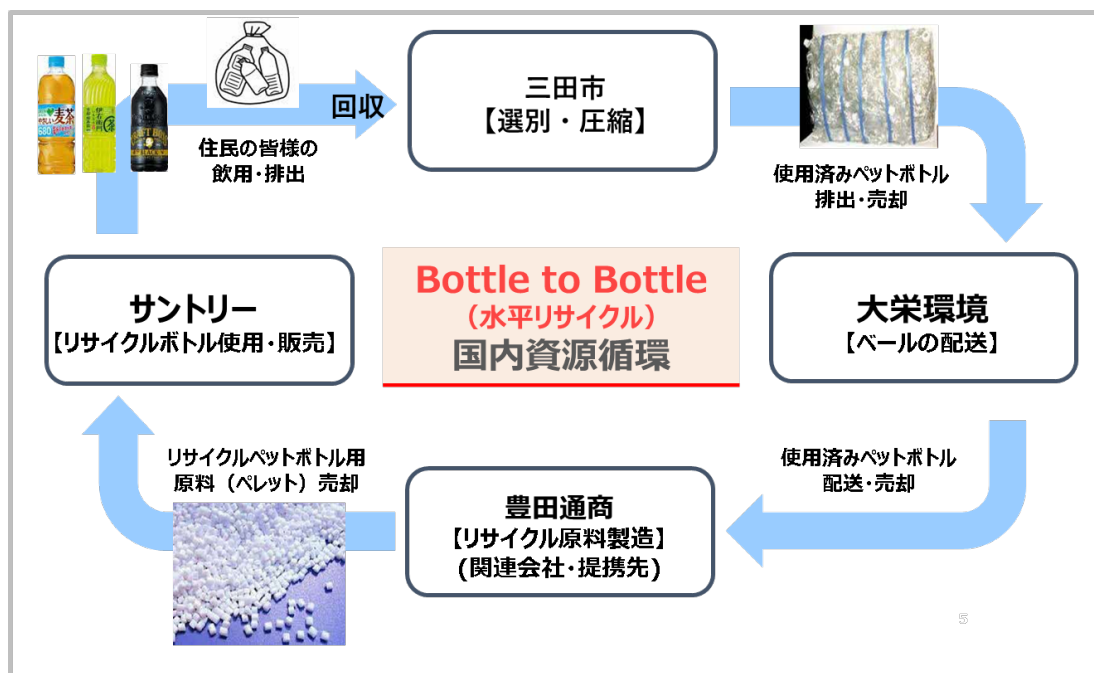 回収
住民の皆様の
飲用・排出
三田市
【選別・圧縮】
使用済みペットボトル
排出・売却
大栄環境
【ベールの配送】
使用済みペットボトル
配送・売却
豊田通商
【リサイクル原料製造】
(関連会社・提携先)
リサイクルペットボトル用
原料（ペレット）売却
サントリー
【リサイクルボトル使用・販売】
Bottle to Bottle
（水平リサイクル）
国内資源循環
麦茶
680
5